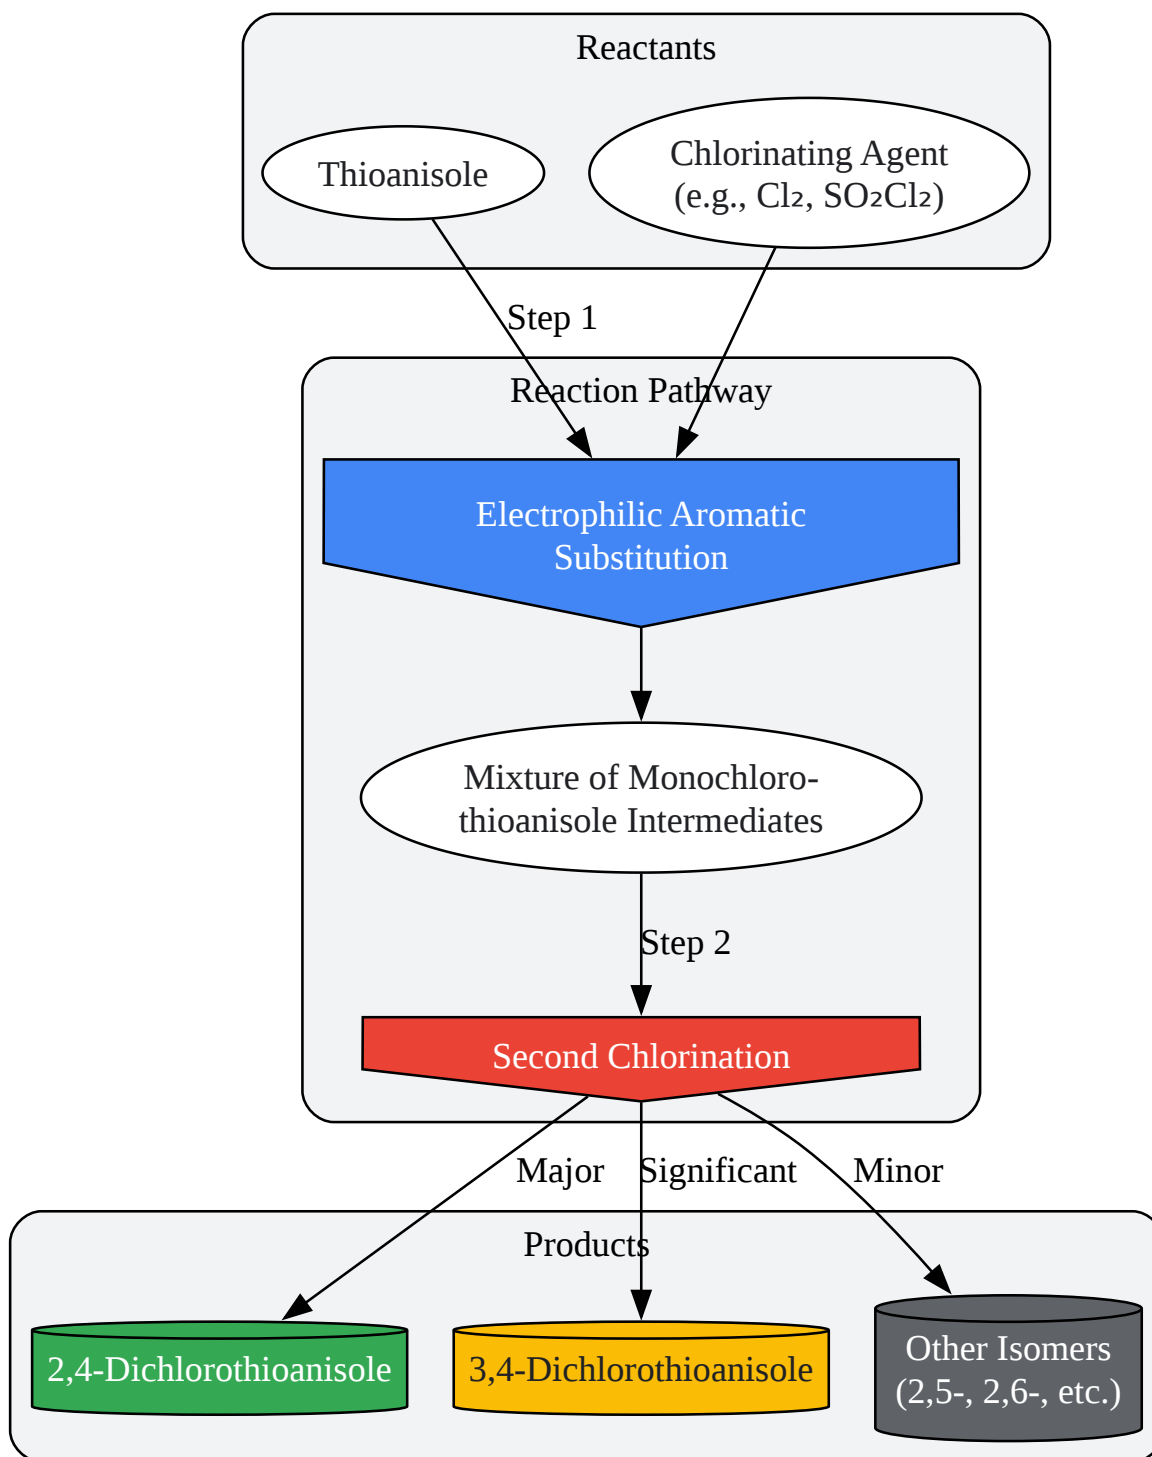 Reactants
Thioanisole
Chlorinating Agent
(e.g., Cl₂, SO₂Cl₂)
Step 1
Reaction Pathway
Electrophilic Aromatic
Substitution
Mixture of Monochloro-
thioanisole Intermediates
Step 2
Second Chlorination
Major
Significant
Minor
Products
2,4-Dichlorothioanisole
3,4-Dichlorothioanisole
Other Isomers
(2,5-, 2,6-, etc.)